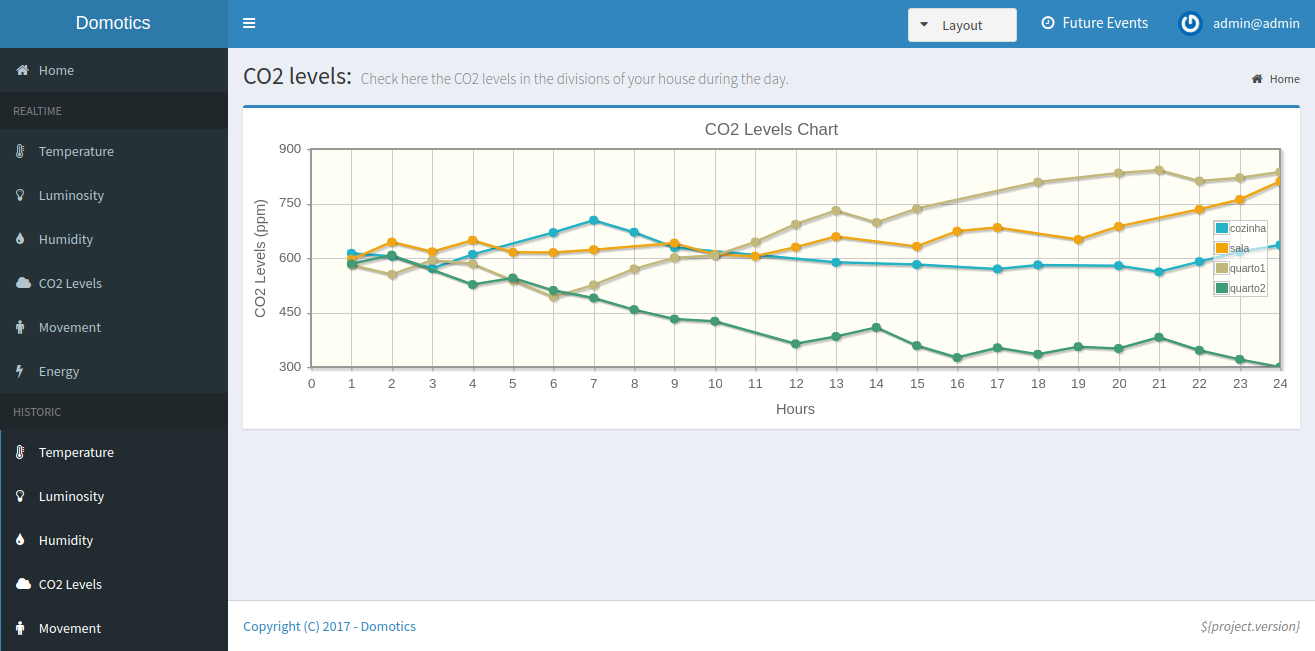 Domotics
Layout
Future Events
admin@admin
Home
REALTIME
Temperature
Luminosity
Humidity
CO2 Levels
Movement
Energy
HISTORIC
Temperature
Luminosity
Humidity
CO2 Levels
Movement
CO2 levels: Check here the CO2 levels in the divisions of your house during the day.
Home
CO2 Levels Chart
CO2 Levels (ppm)
900
750
600
450
300
cozinha
sala
quarto1
quarto2
0 1 2 3 4 5 6 7 8 9 10 11 12 13 14 15 16 17 18 19 20 21 22 23 24
Hours
Copyright (C) 2017 - Domotics
${project.version}